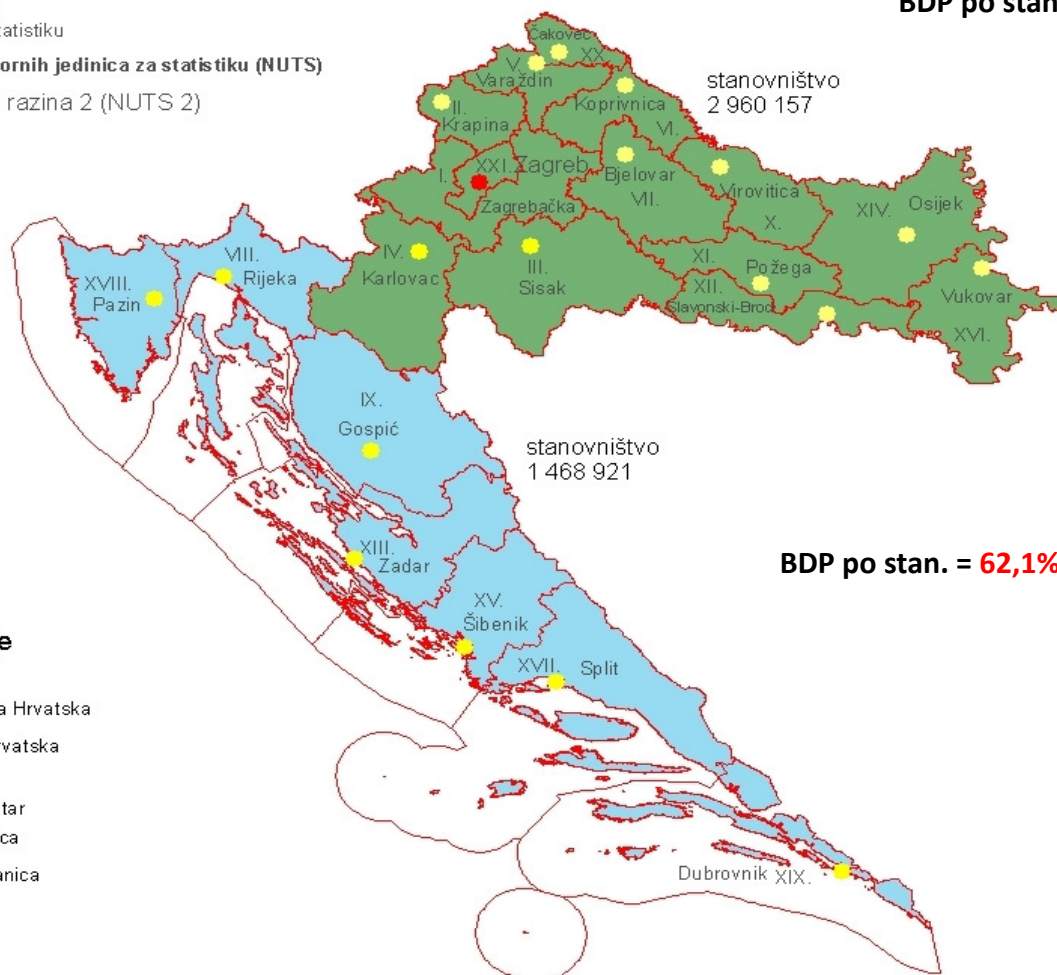 BDP po stan.
tatistiku
ornih jedinica za statistiku (NUTS)
razina 2 (NUTS 2)
stanovništvo
2 960 157
Čakovec
XX.
V.
Varaždin
Koprivnica
VI.
II.
Krapina
I.
XXI. Zagreb
Zagrebačka
Bjelovar
VII.
Virovitica
X.
XIV. Osijek
IV.
Karlovac
III.
Sisak
XI.
Požega
XII.
Slavonski-Brod
Vukovar
XVI.
VIII.
Rijeka
XVIII.
Pazin
IX.
Gospić
stanovništvo
1 468 921
XIII.
Zadar
BDP po stan. = 62,1%
XV.
Šibenik
XVII. Split
e
a Hrvatska
rvatska
tar
ca
anica
Dubrovnik XIX.